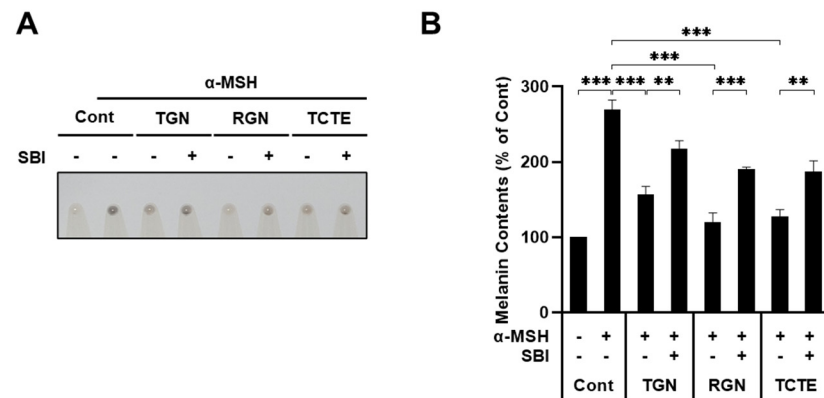 A
α-MSH
Cont TGN RGN TCTE
SBI - - - + - + - +
B
***
***
*** *** ** *** **
Melanin Contents (% of Cont)
300
200
100
0
α-MSH - + + + + + + +
SBI - - - + - + - +
Cont TGN RGN TCTE